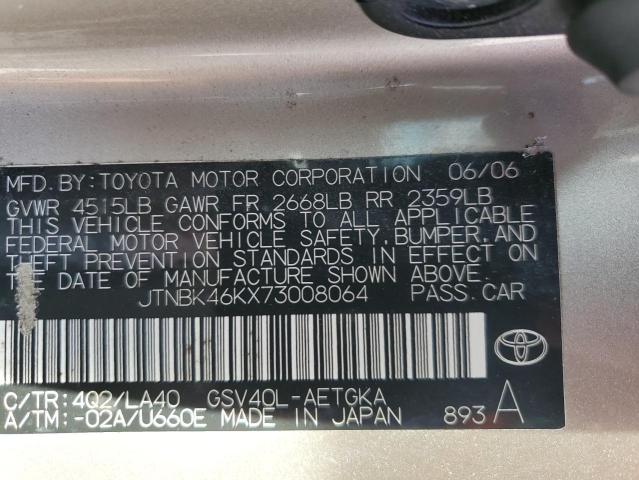 MFD. BY: TOYOTA MOTOR CORPORATION 06/06
GVWR 4515LB GAWR FR 2668LB RR 2359LB
THIS VEHICLE CONFORMS TO ALL APPLICABLE
FEDERAL MOTOR VEHICLE SAFETY, BUMPER, AND
THEFT PREVENTION STANDARDS IN EFFECT ON
THE DATE OF MANUFACTURE SHOWN ABOVE.
JTNBK46KX73008064 PASS. CAR
C/TR: 4Q2/LA40 GSV40L-AETGKA
A/TM: -02A/U660E MADE IN JAPAN 893 A